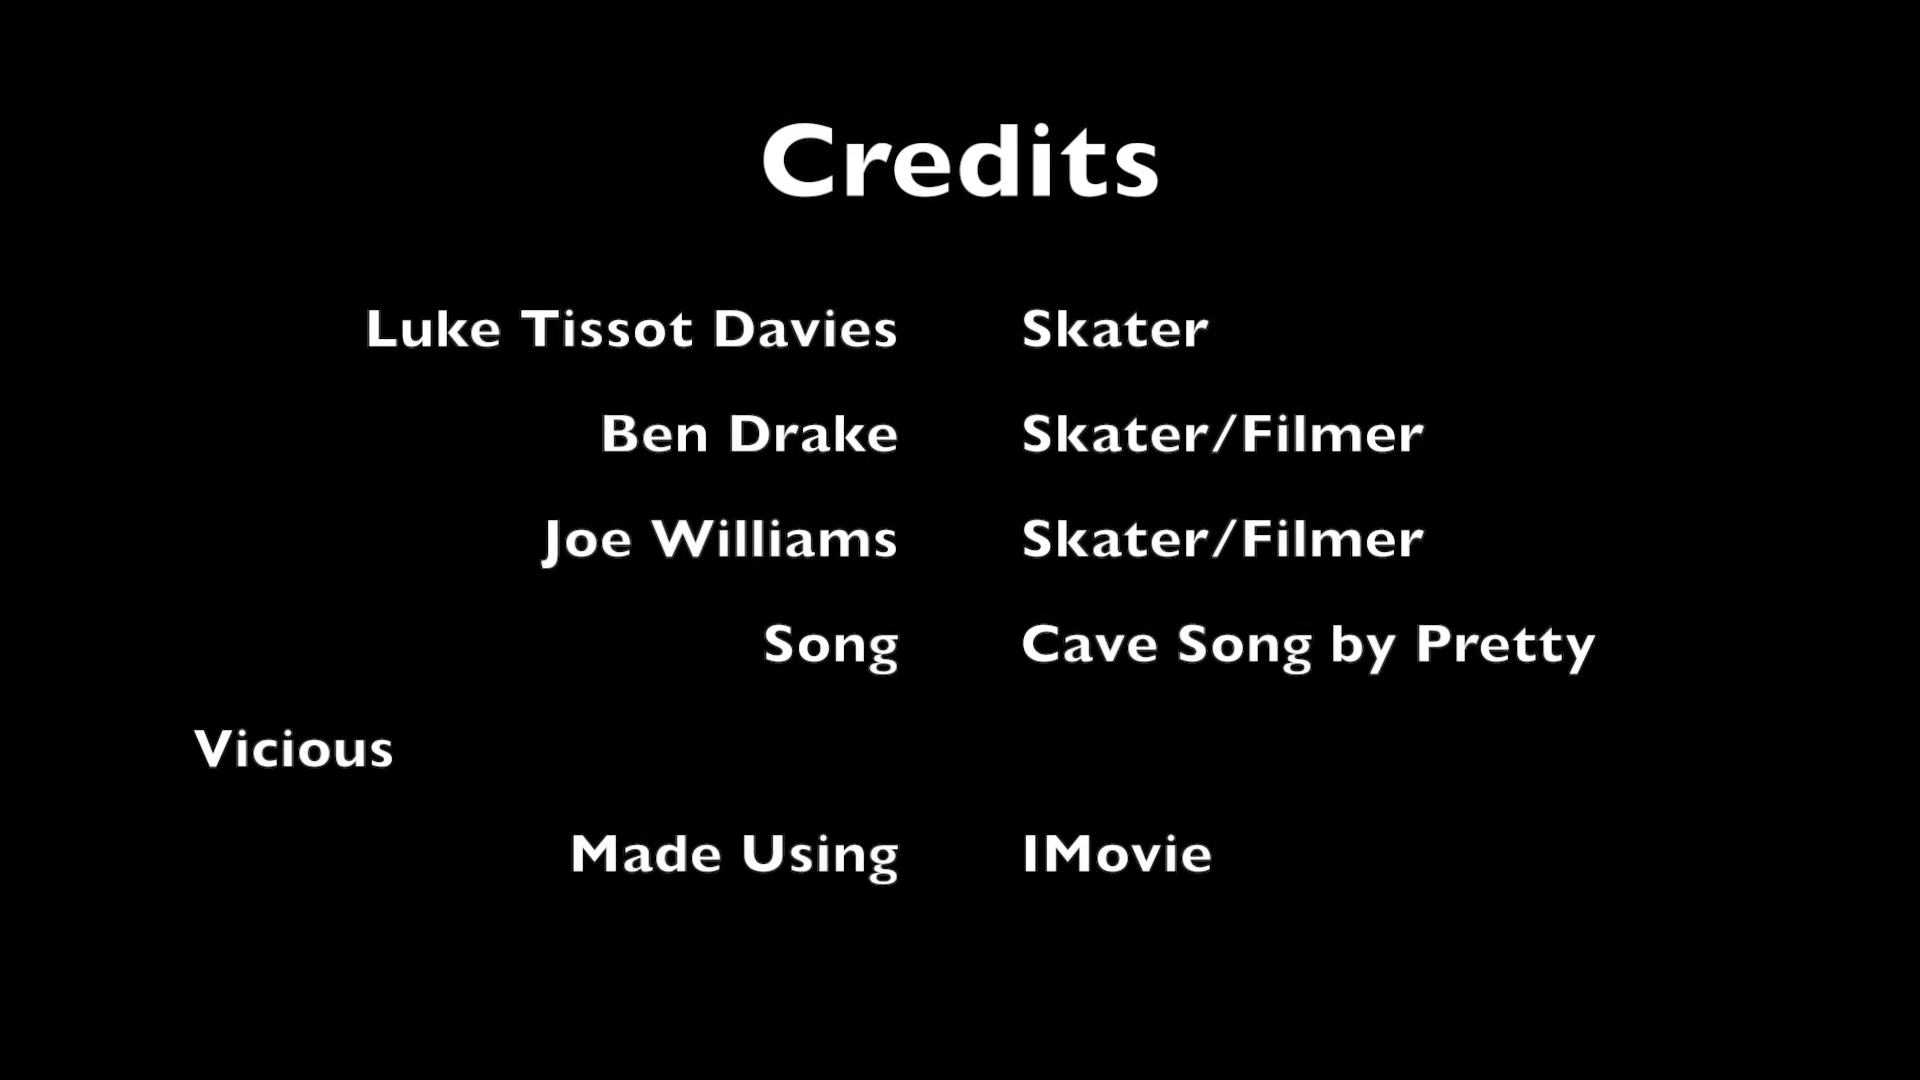 Credits
Luke Tissot Davies Skater
Ben Drake Skater/Filmer
Joe Williams Skater/Filmer
Song Cave Song by Pretty
Vicious
Made Using IMovie